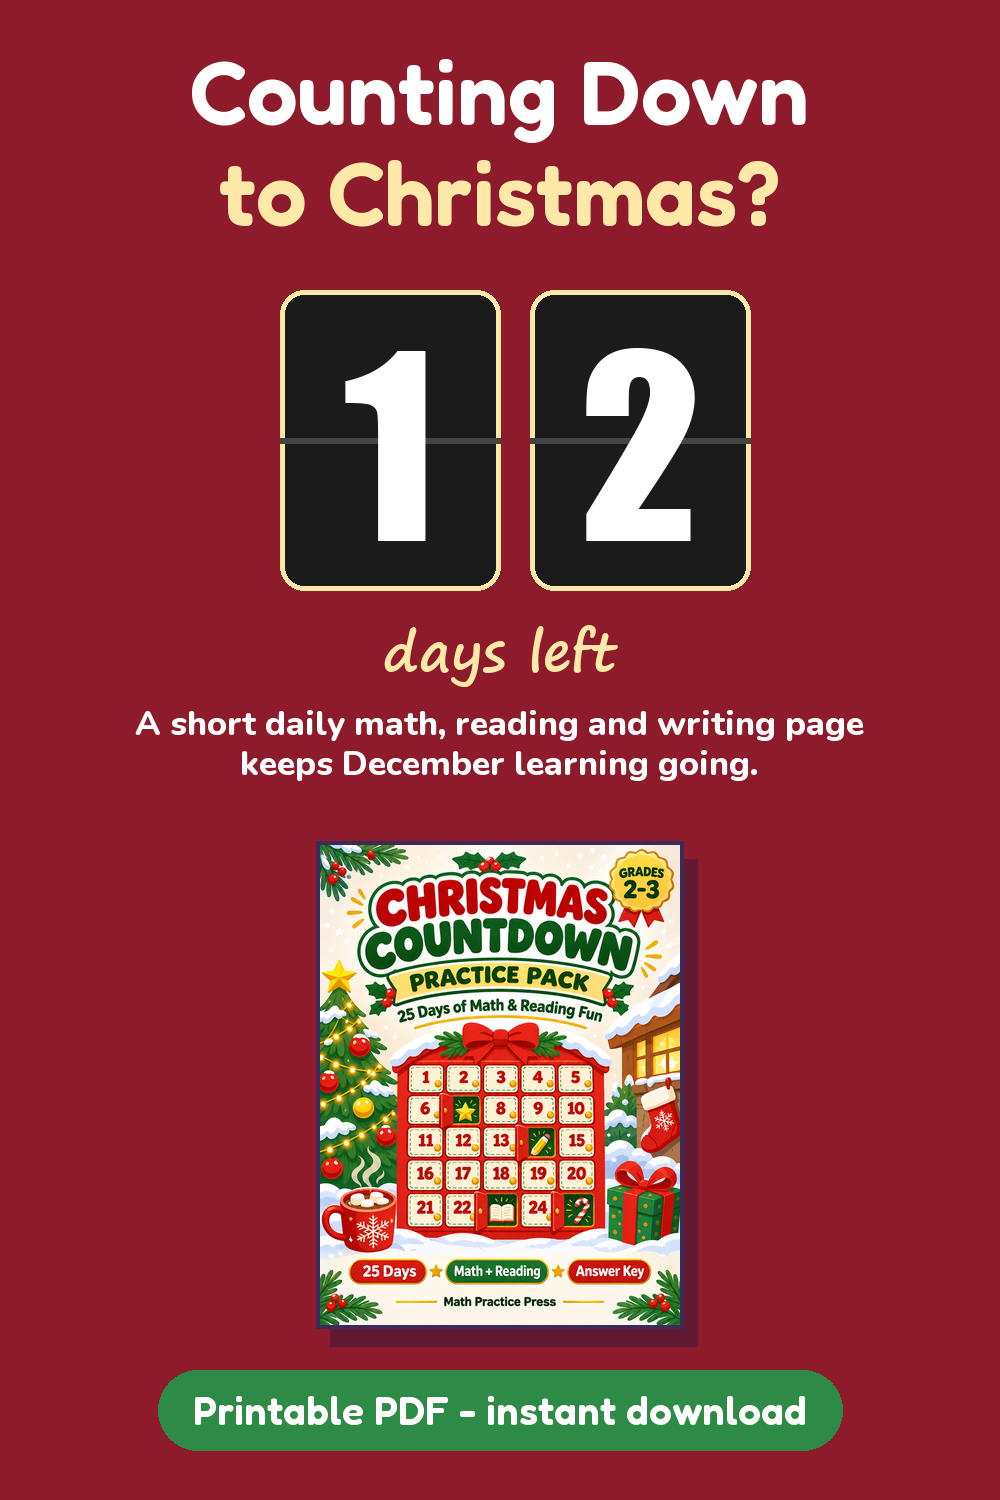 Counting Down
to Christmas?
12
days left
A short daily math, reading and writing page
keeps December learning going.
GRADES
2-3
CHRISTMAS
COUNTDOWN
PRACTICE PACK
25 Days of Math & Reading Fun
1 2 3 4 5
6 8 9 10
11 12 13 15
16 17 18 19 20
21 22 24
25 Days Math + Reading Answer Key
Math Practice Press
Printable PDF - instant download